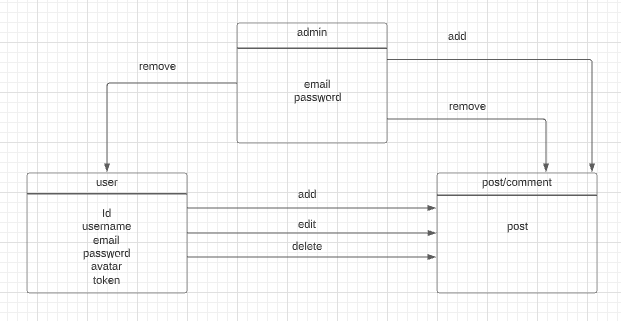 admin
add
remove
email
password
remove
user
post/comment
add
Id
username
email
password
avatar
token
edit
delete
post